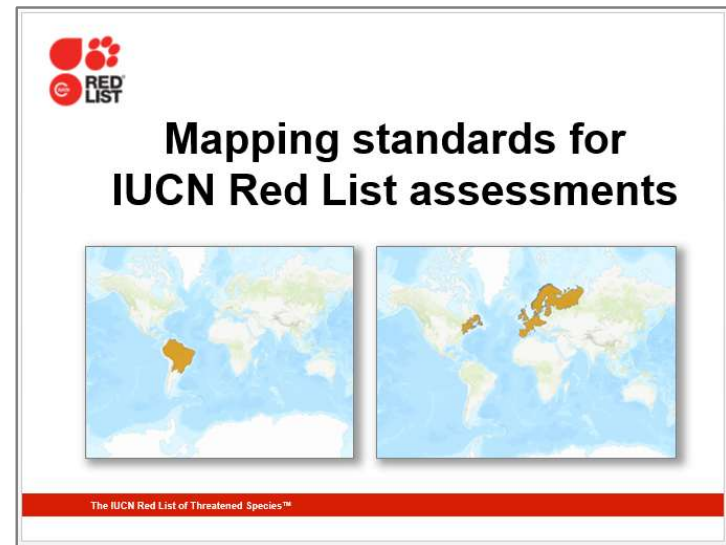 RED
LIST
Mapping standards for
IUCN Red List assessments
The IUCN Red List of Threatened Species™